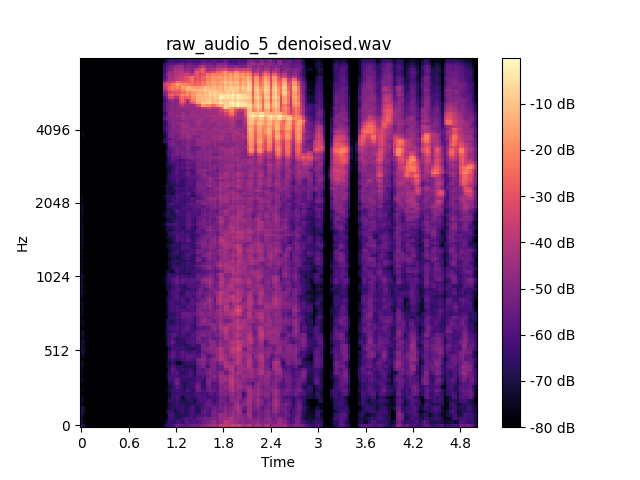 raw_audio_5_denoised.wav
Hz
4096
2048
1024
512
0
0
0.6
1.2
1.8
2.4
3
3.6
4.2
4.8
Time
-10 dB
-20 dB
-30 dB
-40 dB
-50 dB
-60 dB
-70 dB
-80 dB